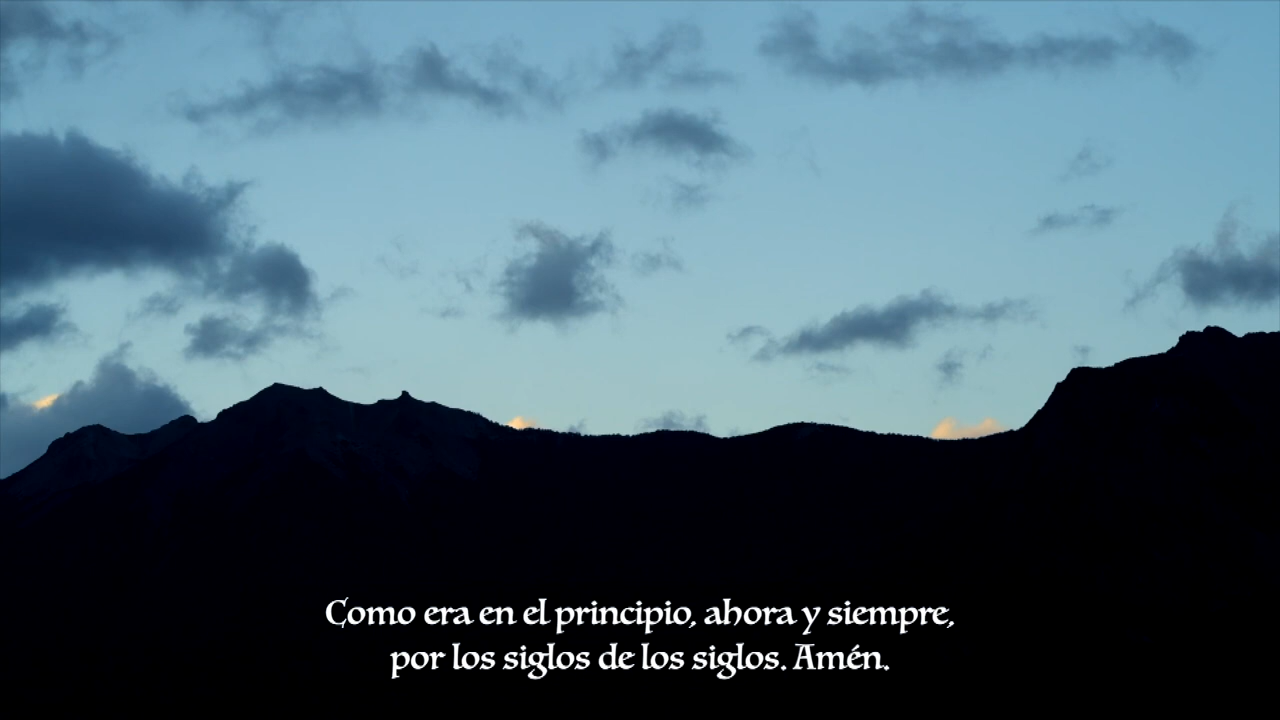 Como era en el principio, ahora y siempre,
por los siglos de los siglos. Amén.